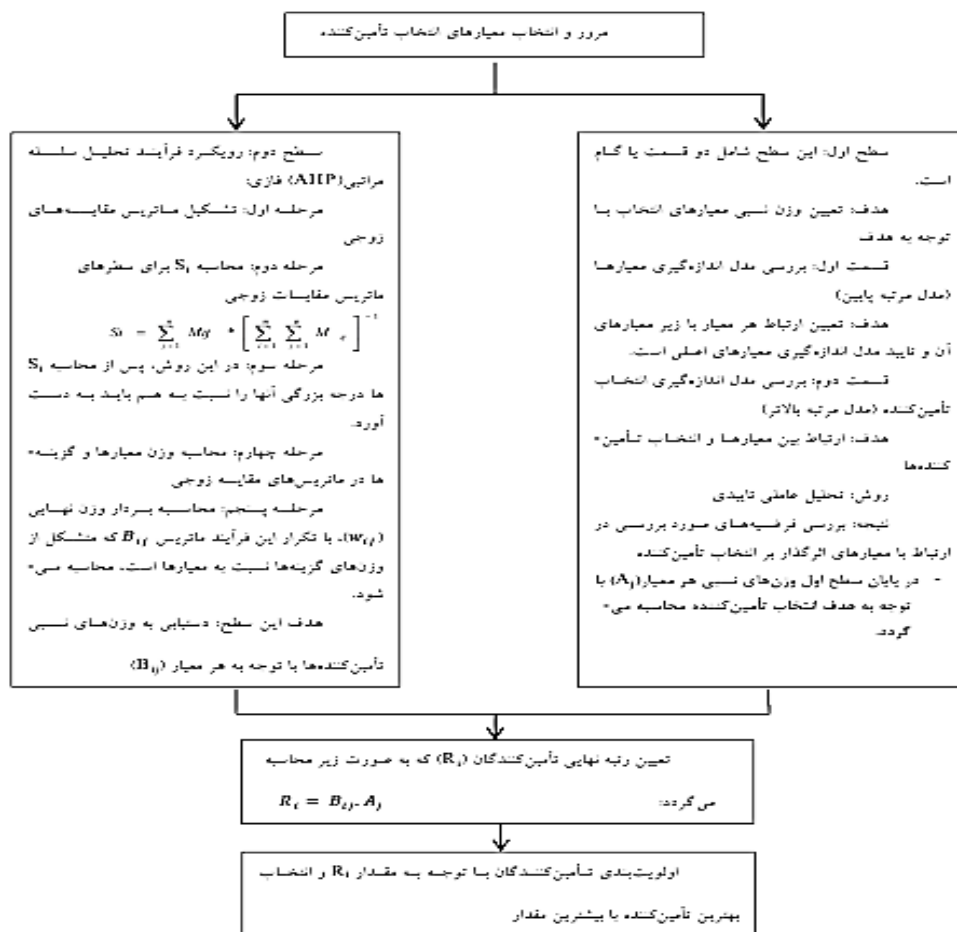 مرور و انتخاب معیارهای انتخاب تأمین‌کننده
سطح اول: این سطح شامل دو قسمت یا گام
است.
هدف: تعیین وزن نسبی معیارهای انتخاب با
توجه به هدف
قسمت اول: بررسی مدل اندازه‌گیری معیارها
(مدل مرتبه پایین)
هدف: تعیین ارتباط هر معیار با زیر معیارهای
آن و تایید مدل اندازه‌گیری معیارهای اصلی است.
قسمت دوم: بررسی مدل اندازه‌گیری انتخاب
تأمین‌کننده (مدل مرتبه بالاتر)
هدف: ارتباط بین معیارها و انتخاب تأمین-
کننده‌ها
روش: تحلیل عاملی تاییدی
نتیجه: بررسی فرضیه‌های مورد بررسی در
ارتباط با معیارهای اثرگذار بر انتخاب تأمین‌کننده
- در پایان سطح اول وزن‌های نسبی هر معیار(Aj) با
توجه به هدف انتخاب تأمین‌کننده محاسبه می-
گردد.
سطح دوم: رویکرد فرآیند تحلیل سلسله
مراتبی(AHP) فازی:
مرحله اول: تشکیل ماتریس مقایسه‌های
زوجی
مرحله دوم: محاسبه Si برای سطرهای
ماتریس مقایسات زوجی
مرحله سوم: در این روش، پس از محاسبه Si
ها درجه بزرگی آنها را نسبت به هم باید به دست
آورد.
مرحله چهارم: محاسبه وزن معیارها و گزینه-
ها در ماتریس‌های مقایسه زوجی
مرحله پنجم: محاسبه بردار وزن نهایی
(wij)، با تکرار این فرآیند ماتریس Bij که متشکل از
وزن‌های گزینه‌ها نسبت به معیارها است، محاسبه می-
شود.
هدف این سطح: دستیابی به وزن‌های نسبی
تأمین‌کننده‌ها با توجه به هر معیار (Bij)
تعیین رتبه نهایی تأمین‌کنندگان (Ri) که به صورت زیر محاسبه
می‌گردد: Ri = Bij. Aj
اولویت‌بندی تأمین‌کنندگان با توجه به مقدار Ri و انتخاب
بهترین تأمین‌کننده با بیشترین مقدار